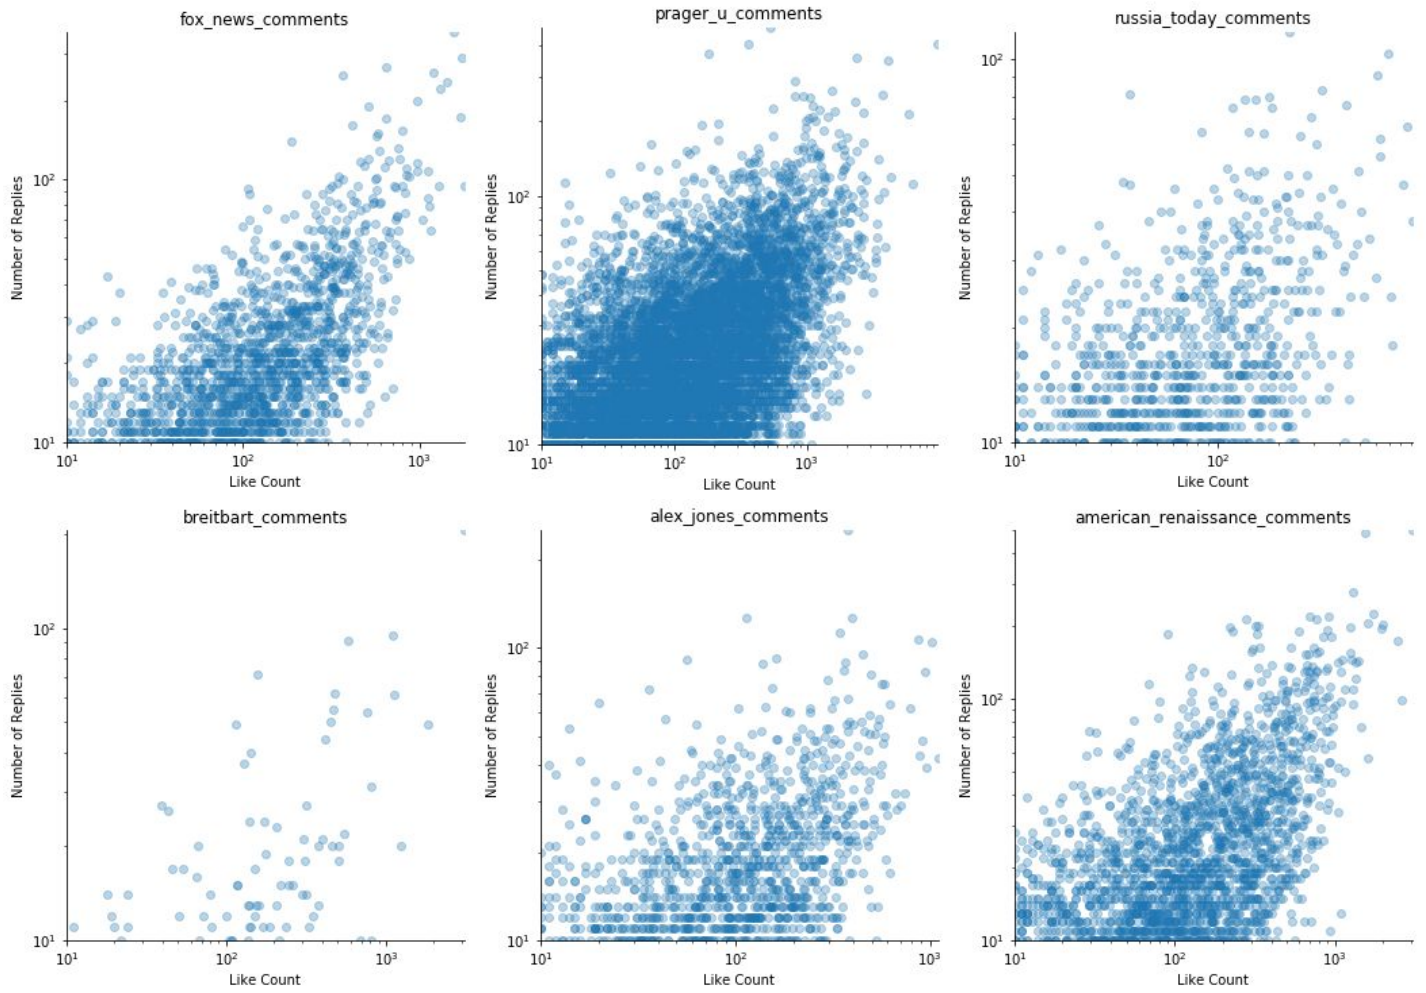 fox_news_comments
Number of Replies
10²
10¹
10¹
10²
10³
Like Count
prager_u_comments
Number of Replies
10²
10¹
10¹
10²
10³
Like Count
russia_today_comments
Number of Replies
10²
10¹
10¹
10²
Like Count
breitbart_comments
Number of Replies
10²
10¹
10¹
10²
10³
Like Count
alex_jones_comments
Number of Replies
10²
10¹
10¹
10²
10³
Like Count
american_renaissance_comments
Number of Replies
10²
10¹
10¹
10²
10³
Like Count